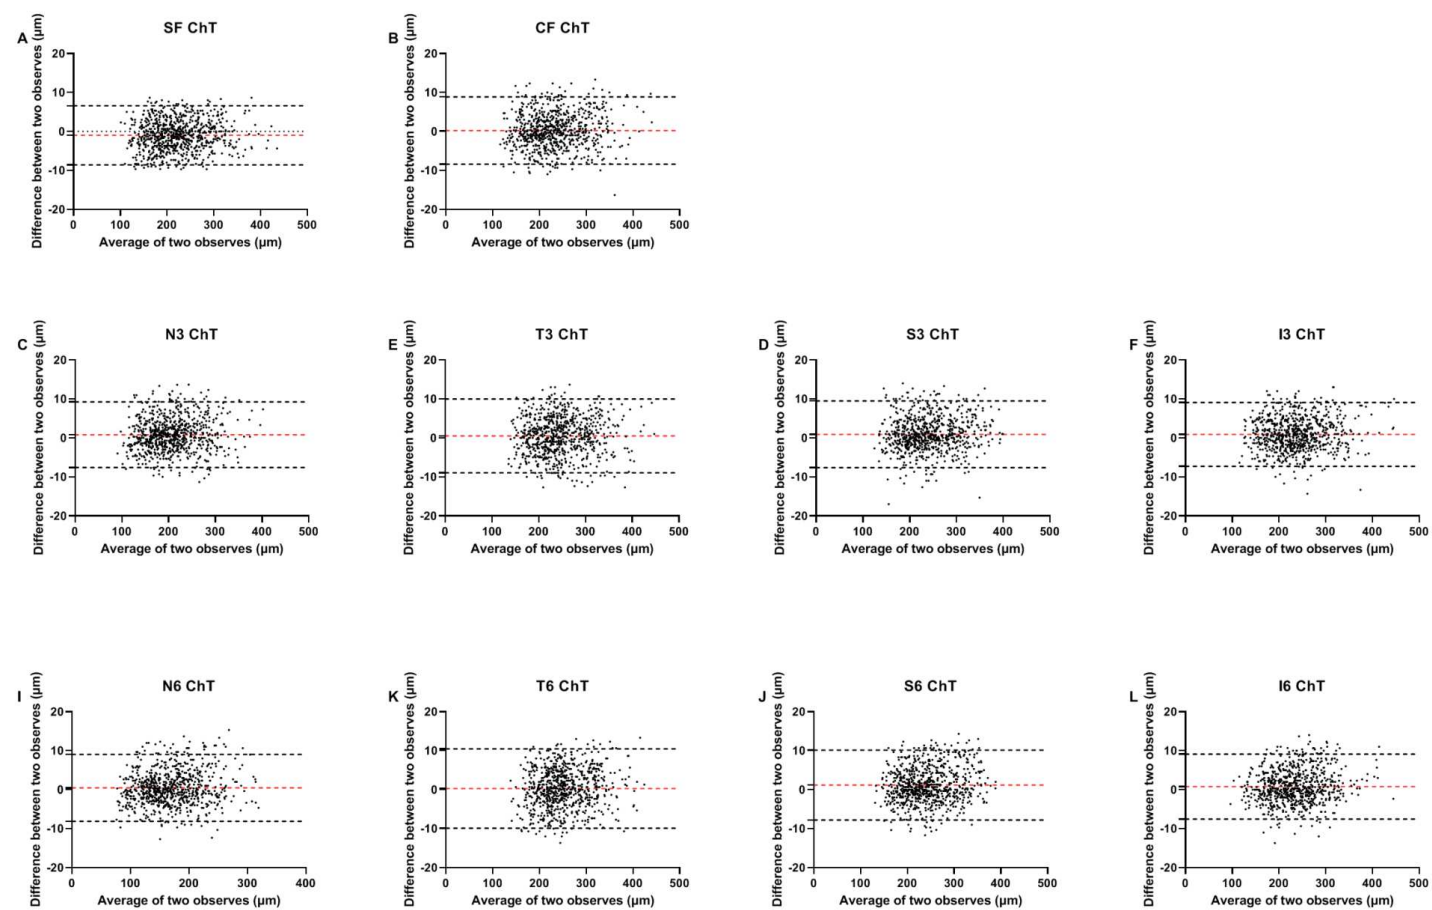 A
SF ChT
Difference between two observes (µm)
20
10
0
-10
-20
0 100 200 300 400 500
Average of two observes (µm)
B
CF ChT
Difference between two observes (µm)
20
10
0
-10
-20
0 100 200 300 400 500
Average of two observes (µm)
C
N3 ChT
Difference between two observes (µm)
20
10
0
-10
-20
0 100 200 300 400 500
Average of two observes (µm)
E
T3 ChT
Difference between two observes (µm)
20
10
0
-10
-20
0 100 200 300 400 500
Average of two observes (µm)
D
S3 ChT
Difference between two observes (µm)
20
10
0
-10
-20
0 100 200 300 400 500
Average of two observes (µm)
F
I3 ChT
Difference between two observes (µm)
20
10
0
-10
-20
0 100 200 300 400 500
Average of two observes (µm)
I
N6 ChT
Difference between two observes (µm)
20
10
0
-10
-20
0 100 200 300 400
Average of two observes (µm)
K
T6 ChT
Difference between two observes (µm)
20
10
0
-10
-20
0 100 200 300 400 500
Average of two observes (µm)
J
S6 ChT
Difference between two observes (µm)
20
10
0
-10
-20
0 100 200 300 400 500
Average of two observes (µm)
L
I6 ChT
Difference between two observes (µm)
20
10
0
-10
-20
0 100 200 300 400 500
Average of two observes (µm)